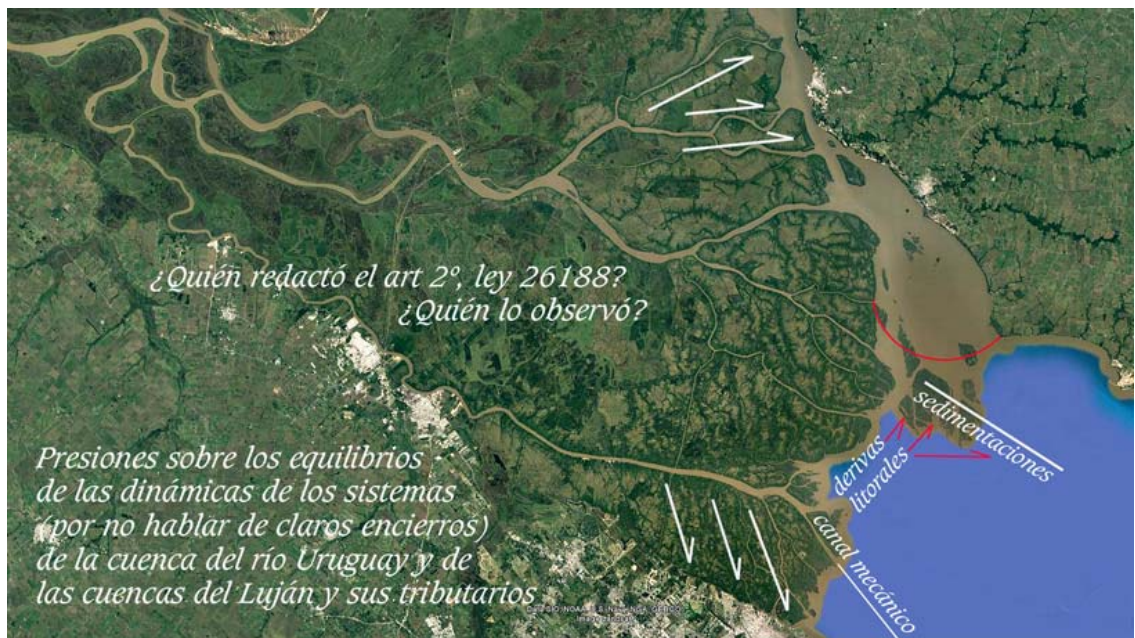 ¿Quién redactó el art 2º, ley 26188?
¿Quién lo observó?
sedimentaciones
derivas
litorales
canal mecánico
Presiones sobre los equilibrios
de las dinámicas de los sistemas
(por no hablar de claros encierros)
de la cuenca del río Uruguay y de
las cuencas del Luján y sus tributarios